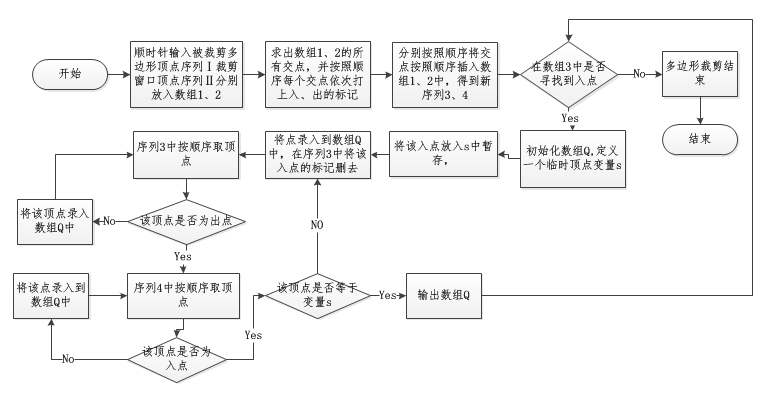 开始
顺时针输入被裁剪多
边形顶点序列Ⅰ裁剪
窗口顶点序列Ⅱ分别
放入数组1、2
求出数组1、2的所
有交点，并按照顺
序每个交点依次打
上入、出的标记
分别按照顺序将交
点按照顺序插入数
组1、2中，得到新
序列3、4
在数组3中是否
寻找到入点
No
多边形裁剪结
束
结束
Yes
初始化数组Q,定义
一个临时顶点变量s
将该入点放入s中暂
存，
将点录入到数组Q
中，在序列3中将该
入点的标记删去
序列3中按顺序取顶
点
该顶点是否为出点
No
将该顶点录入
数组Q中
Yes
序列4中按顺序取顶
点
将该点录入到
数组Q中
该顶点是否为
入点
No
Yes
该顶点是否等于
变量s
NO
Yes
输出数组Q